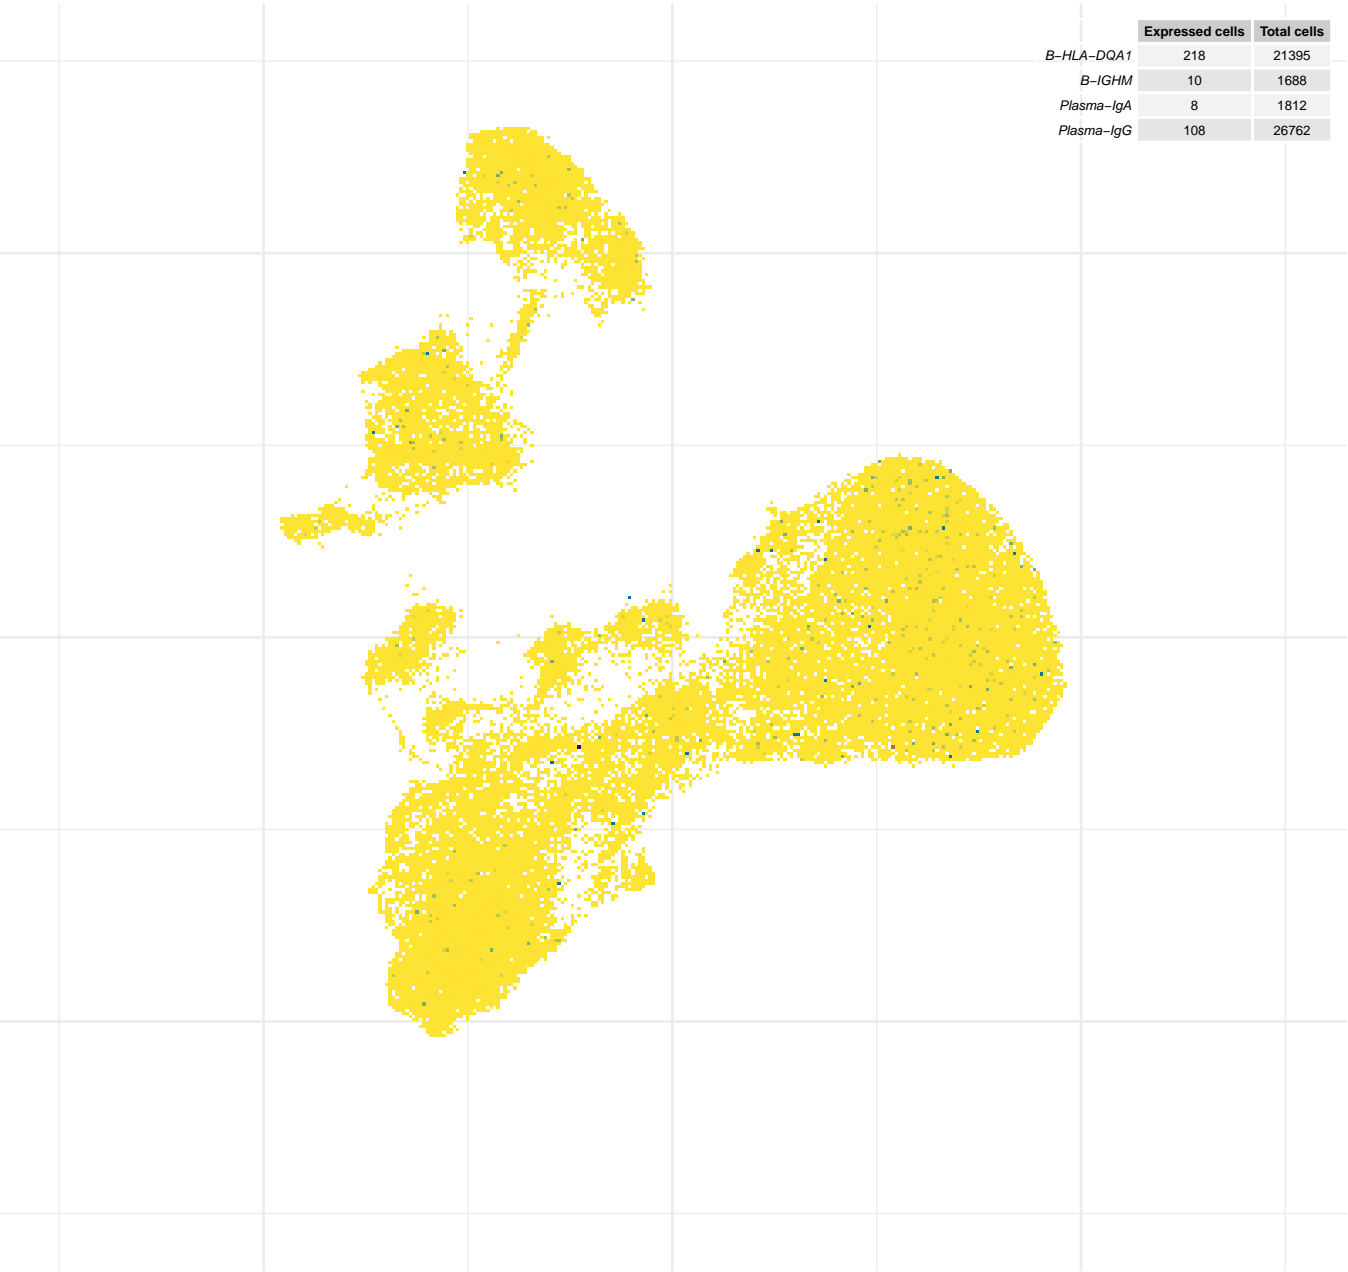 Expressed cells Total cells
B−HLA−DQA1 218 21395
B−IGHM 10 1688
Plasma−IgA 8 1812
Plasma−IgG 108 26762